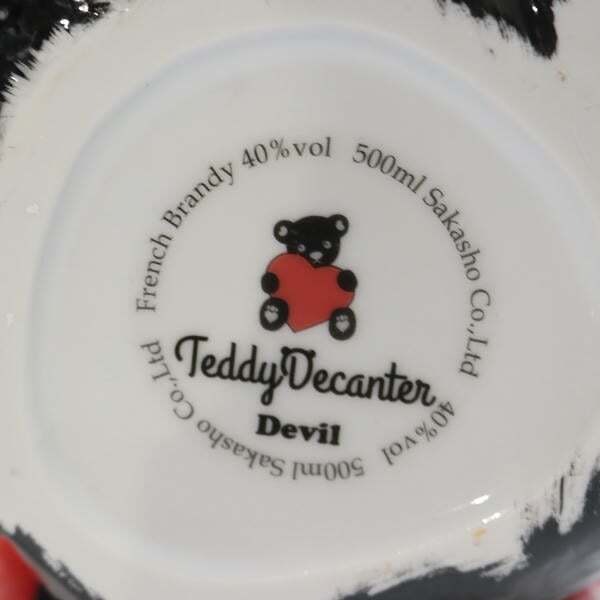 French Brandy 40%vol 500ml Sakasho Co.,Ltd
TeddyDecanter
Devil
40%vol 500ml Sakasho Co.,Ltd